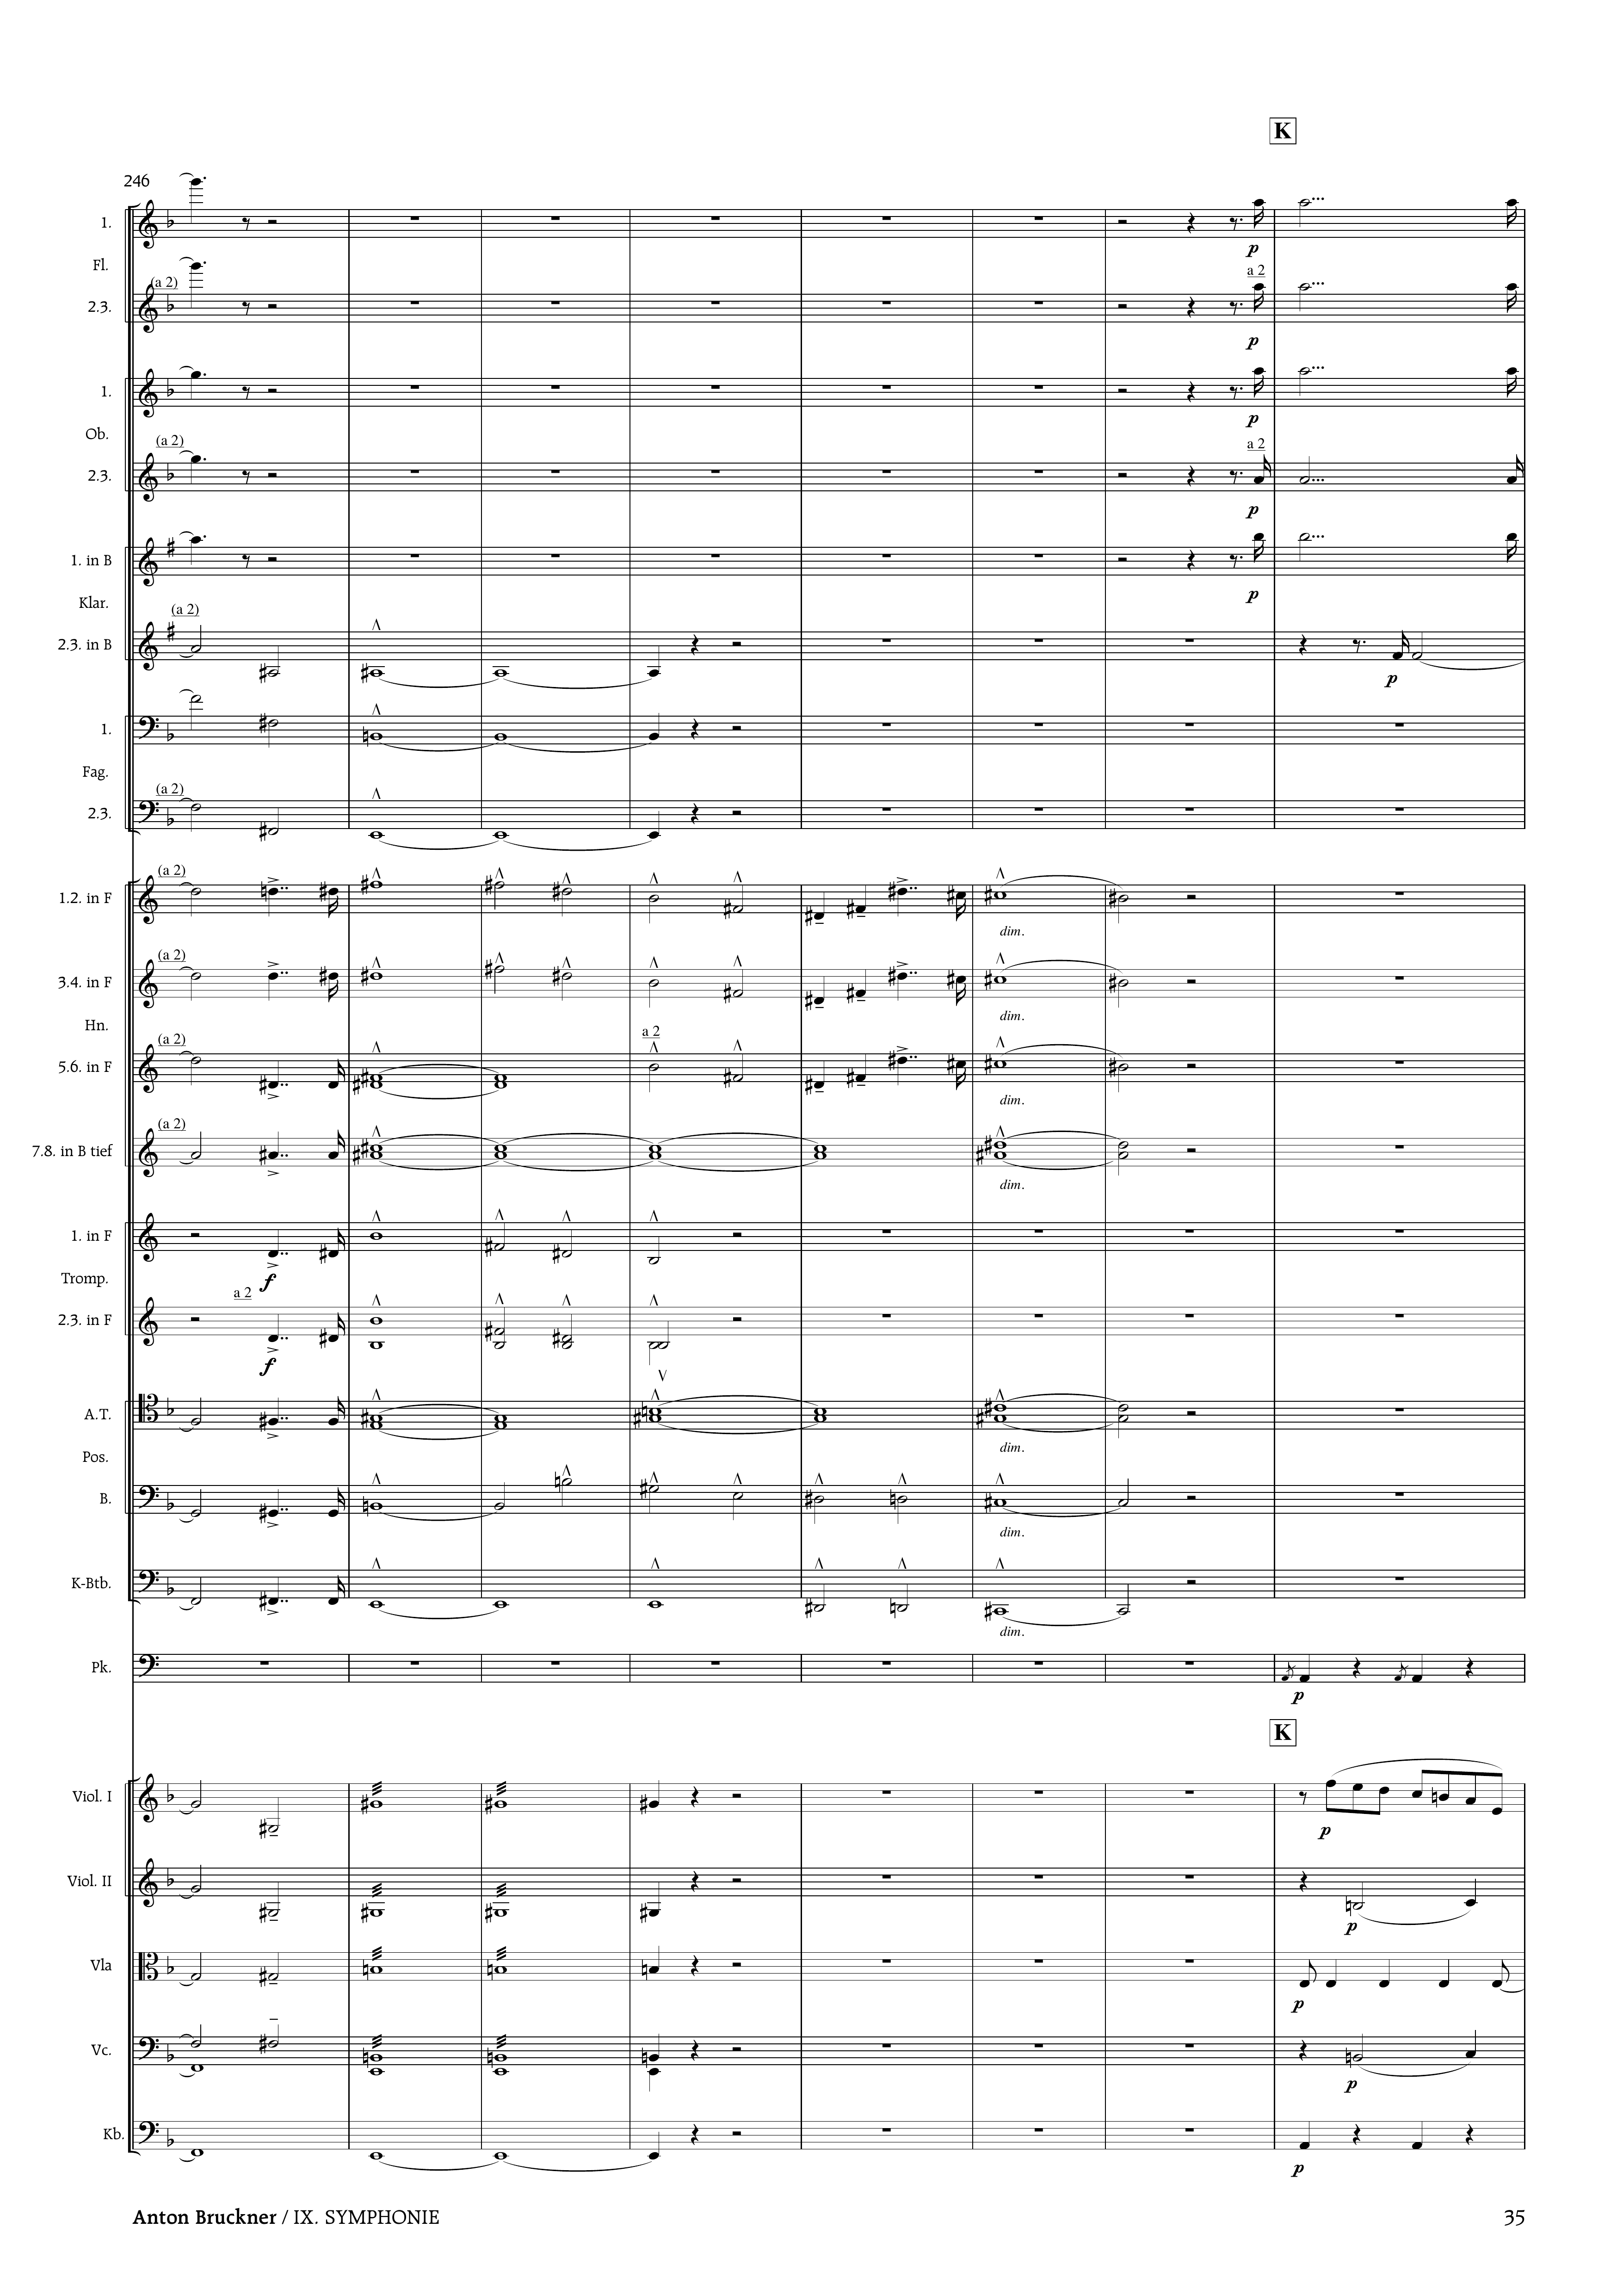 K
246
1.
Fl.
(a 2)
a 2
2.3.
p
p
1.
p
Ob.
(a 2)
a 2
2.3.
p
1. in B
p
Klar.
(a 2)
2.3. in B
p
1.
Fag.
(a 2)
2.3.
(a 2)
1.2. in F
dim.
(a 2)
3.4. in F
dim.
Hn.
(a 2)
a 2
5.6. in F
dim.
(a 2)
7.8. in B tief
dim.
1. in F
f
Tromp.
a 2
2.3. in F
f
A.T.
dim.
Pos.
B.
dim.
K-Btb.
dim.
Pk.
p
K
Viol. I
p
Viol. II
p
Vla
p
Vc.
p
Kb.
p
Anton Bruckner / IX. SYMPHONIE 35